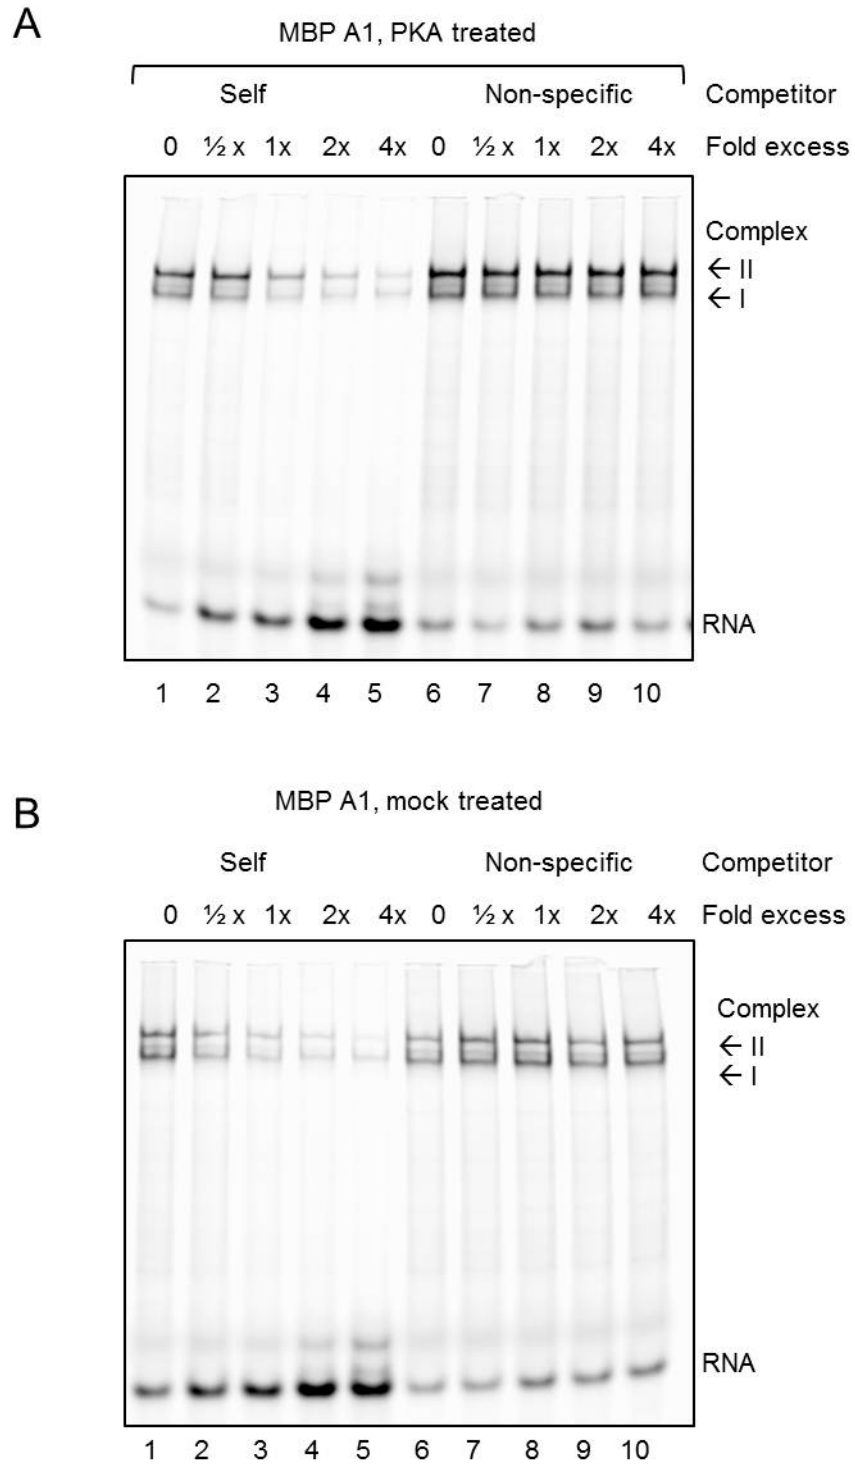 A
MBP A1, PKA treated
Self Non-specific Competitor
0 ½ x 1x 2x 4x 0 ½ x 1x 2x 4x Fold excess
Complex
← II
← I
RNA
1 2 3 4 5 6 7 8 9 10
B
MBP A1, mock treated
Self Non-specific Competitor
0 ½ x 1x 2x 4x 0 ½ x 1x 2x 4x Fold excess
Complex
← II
← I
RNA
1 2 3 4 5 6 7 8 9 10